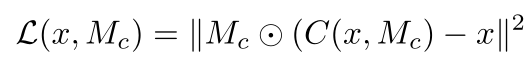 ℒ(x, M_c) = ‖M_c ⊙ (C(x, M_c) − x‖²